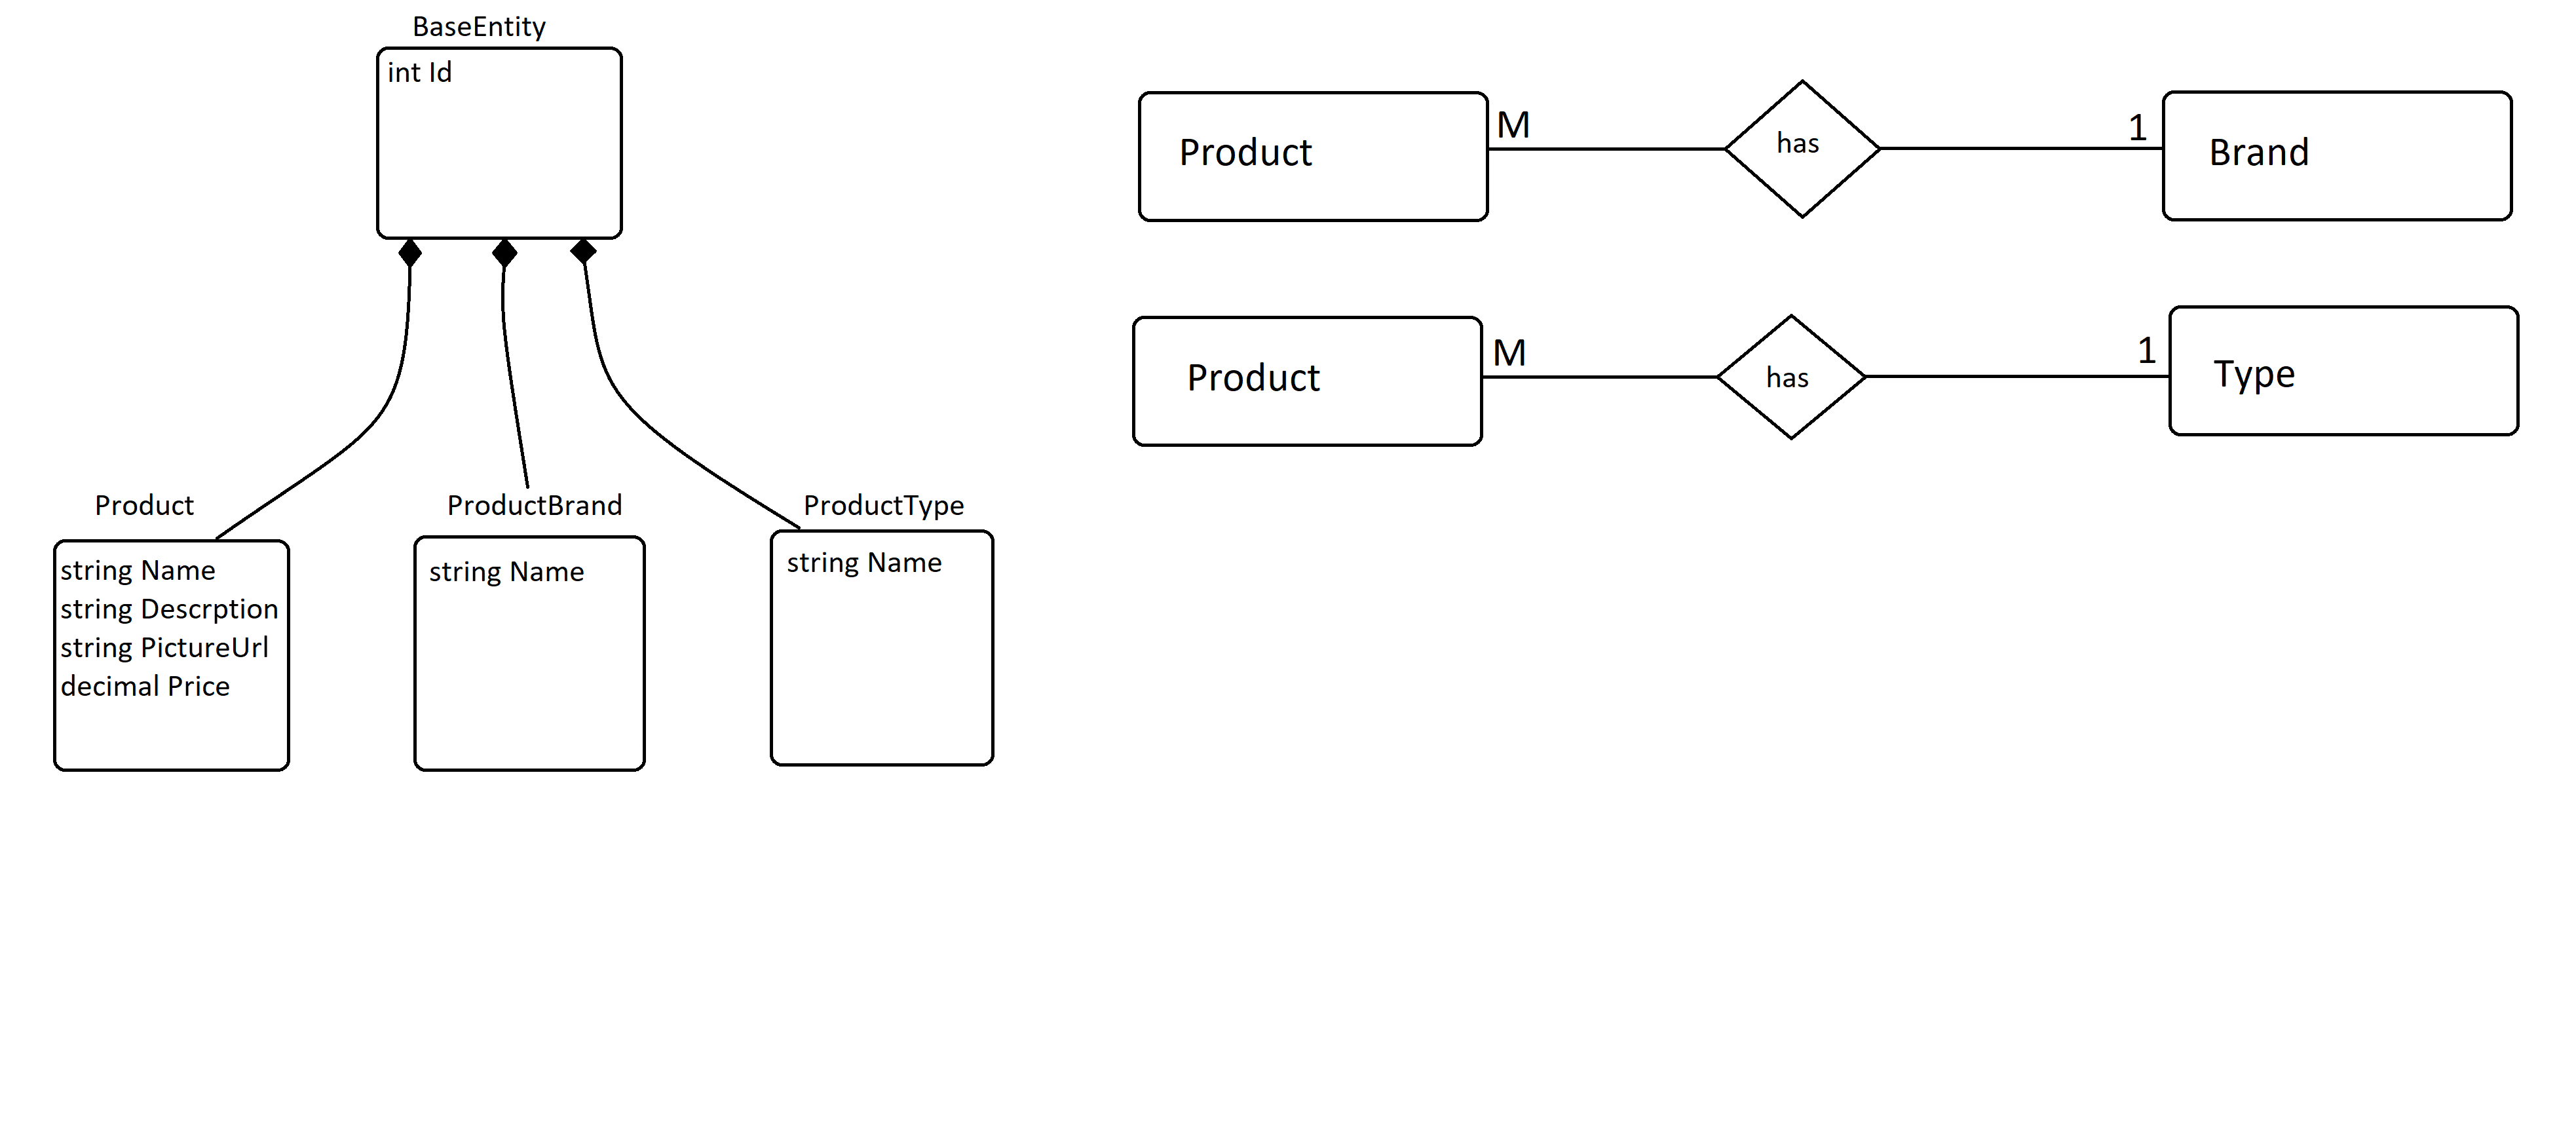 BaseEntity
int Id
Product
string Name
string Descrption
string PictureUrl
decimal Price
ProductBrand
string Name
ProductType
string Name
Product
M
has
1
Brand
Product
M
has
1
Type